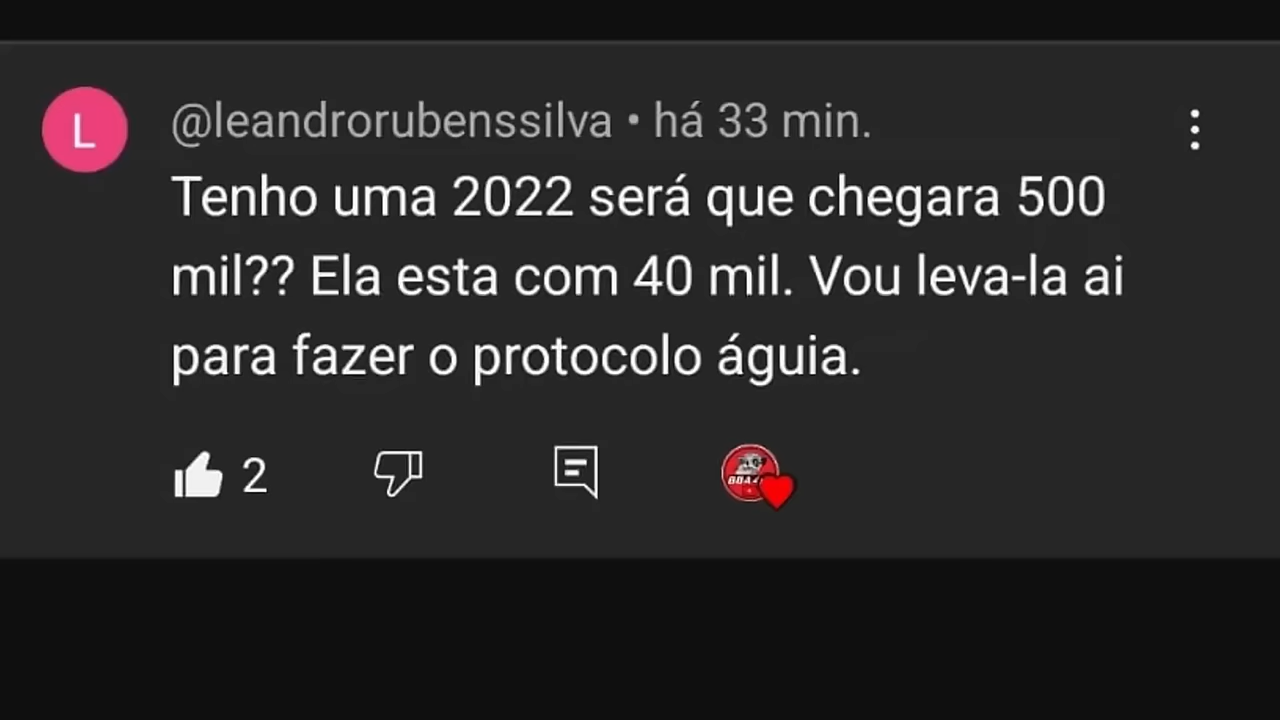 L
@leandrorubenssilva • há 33 min.
Tenho uma 2022 será que chegara 500
mil?? Ela esta com 40 mil. Vou leva-la ai
para fazer o protocolo águia.
2